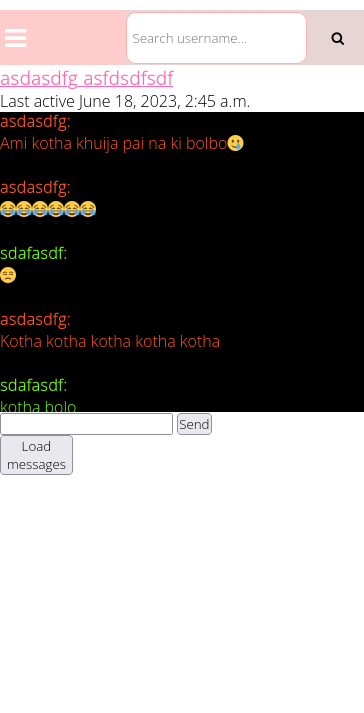 Search username...
asdasdfg asfdsdfsdf
Last active June 18, 2023, 2:45 a.m.
asdasdfg:
Ami kotha khuija pai na ki bolbo🥲
asdasdfg:
😂😂😂😂😂😂
sdafasdf:
😔
asdasdfg:
Kotha kotha kotha kotha kotha
sdafasdf:
kotha bolo
Send
Load
messages